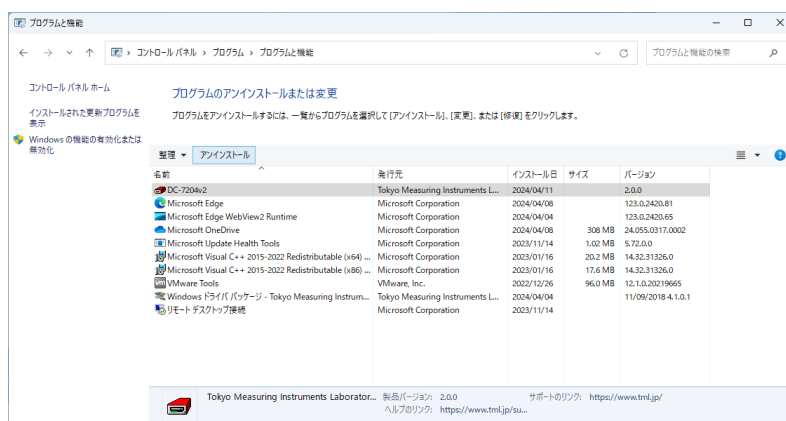 プログラムと機能
コントロール パネル › プログラム › プログラムと機能
プログラムと機能の検索
コントロール パネル ホーム
インストールされた更新プログラムを
表示
Windows の機能の有効化または
無効化
プログラムのアンインストールまたは変更
プログラムをアンインストールするには、一覧からプログラムを選択して [アンインストール]、[変更]、または [修復] をクリックします。
整理 アンインストール
名前 発行元 インストール日 サイズ バージョン
DC-7204v2 Tokyo Measuring Instruments L... 2024/04/11 2.0.0
Microsoft Edge Microsoft Corporation 2024/04/08 123.0.2420.81
Microsoft Edge WebView2 Runtime Microsoft Corporation 2024/04/04 123.0.2420.65
Microsoft OneDrive Microsoft Corporation 2024/04/08 308 MB 24.055.0317.0002
Microsoft Update Health Tools Microsoft Corporation 2023/11/14 1.02 MB 5.72.0.0
Microsoft Visual C++ 2015-2022 Redistributable (x64) ... Microsoft Corporation 2023/01/16 20.2 MB 14.32.31326.0
Microsoft Visual C++ 2015-2022 Redistributable (x86) ... Microsoft Corporation 2023/01/16 17.6 MB 14.32.31326.0
vm VMware Tools VMware, Inc. 2022/12/26 96.0 MB 12.1.0.20219665
Windows ドライバ パッケージ - Tokyo Measuring Instrum... Tokyo Measuring Instruments L... 2024/04/04 11/09/2018 4.1.0.1
リモート デスクトップ接続 Microsoft Corporation 2023/11/14
Tokyo Measuring Instruments Laborator... 製品バージョン: 2.0.0 サポートのリンク: https://www.tml.jp/
ヘルプのリンク: https://www.tml.jp/su...